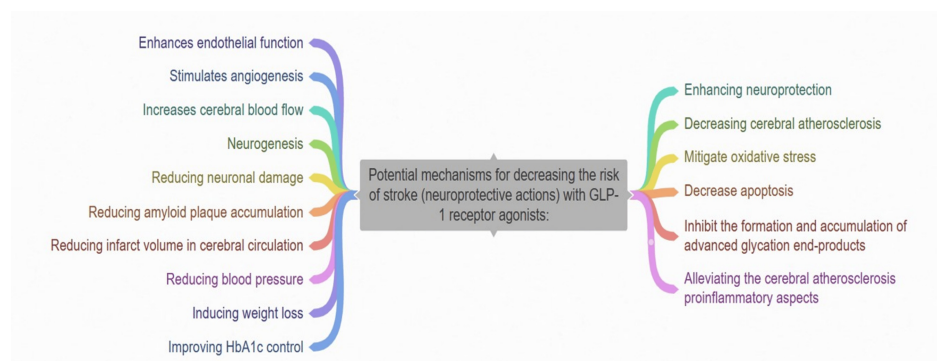 Enhances endothelial function
Stimulates angiogenesis
Increases cerebral blood flow
Neurogenesis
Reducing neuronal damage
Reducing amyloid plaque accumulation
Reducing infarct volume in cerebral circulation
Reducing blood pressure
Inducing weight loss
Improving HbA1c control
Potential mechanisms for decreasing the risk
of stroke (neuroprotective actions) with GLP-
1 receptor agonists:
Enhancing neuroprotection
Decreasing cerebral atherosclerosis
Mitigate oxidative stress
Decrease apoptosis
Inhibit the formation and accumulation of
advanced glycation end-products
Alleviating the cerebral atherosclerosis
proinflammatory aspects